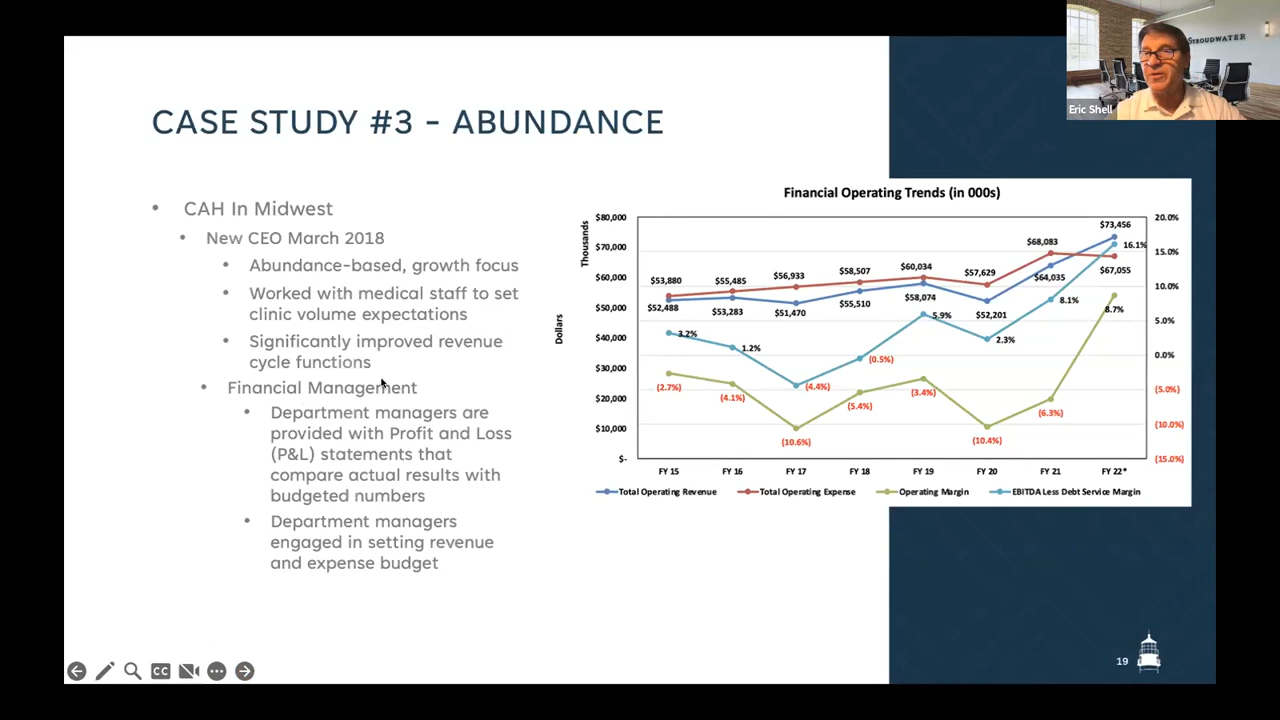 STROUDWATER
Eric Shell
CASE STUDY #3 - ABUNDANCE
• CAH In Midwest
• New CEO March 2018
• Abundance-based, growth focus
• Worked with medical staff to set
clinic volume expectations
• Significantly improved revenue
cycle functions
• Financial Management
• Department managers are
provided with Profit and Loss
(P&L) statements that
compare actual results with
budgeted numbers
• Department managers
engaged in setting revenue
and expense budget
Financial Operating Trends (in 000s)
Thousands
Dollars
$80,000
$70,000
$60,000
$50,000
$40,000
$30,000
$20,000
$10,000
$-
20.0%
15.0%
10.0%
5.0%
0.0%
(5.0%)
(10.0%)
(15.0%)
$53,880
$55,485
$56,933
$58,507
$60,034
$57,629
$68,083
$73,456
$52,488
$53,283
$51,470
$55,510
$58,074
$52,201
$64,035
$67,055
3.2%
1.2%
(4.4%)
(0.5%)
5.9%
2.3%
8.1%
16.1%
(2.7%)
(4.1%)
(10.6%)
(5.4%)
(3.4%)
(10.4%)
(6.3%)
8.7%
FY 15 FY 16 FY 17 FY 18 FY 19 FY 20 FY 21 FY 22*
Total Operating Revenue Total Operating Expense Operating Margin EBITDA Less Debt Service Margin
CC
19